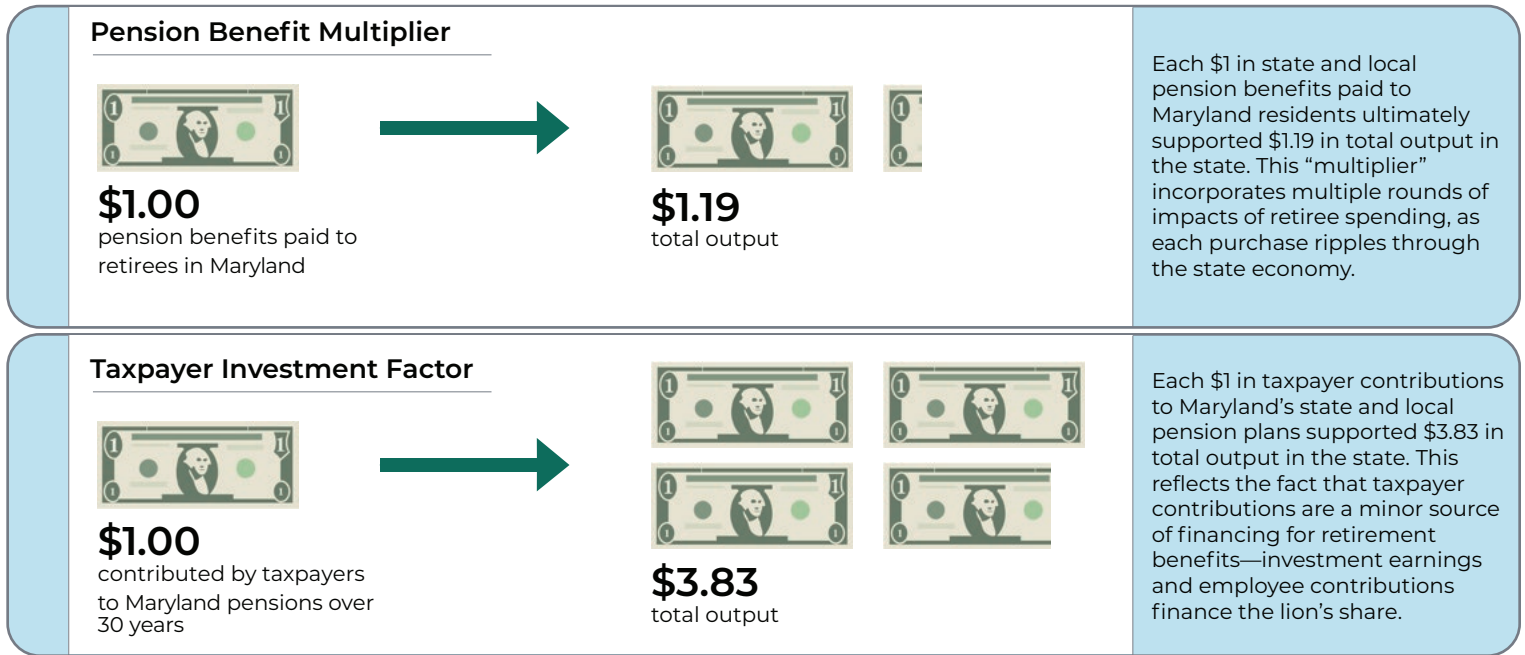 Pension Benefit Multiplier
$1.00
pension benefits paid to
retirees in Maryland
$1.19
total output
Each $1 in state and local
pension benefits paid to
Maryland residents ultimately
supported $1.19 in total output in
the state. This “multiplier”
incorporates multiple rounds of
impacts of retiree spending, as
each purchase ripples through
the state economy.
Taxpayer Investment Factor
$1.00
contributed by taxpayers
to Maryland pensions over
30 years
$3.83
total output
Each $1 in taxpayer contributions
to Maryland’s state and local
pension plans supported $3.83 in
total output in the state. This
reflects the fact that taxpayer
contributions are a minor source
of financing for retirement
benefits—investment earnings
and employee contributions
finance the lion’s share.